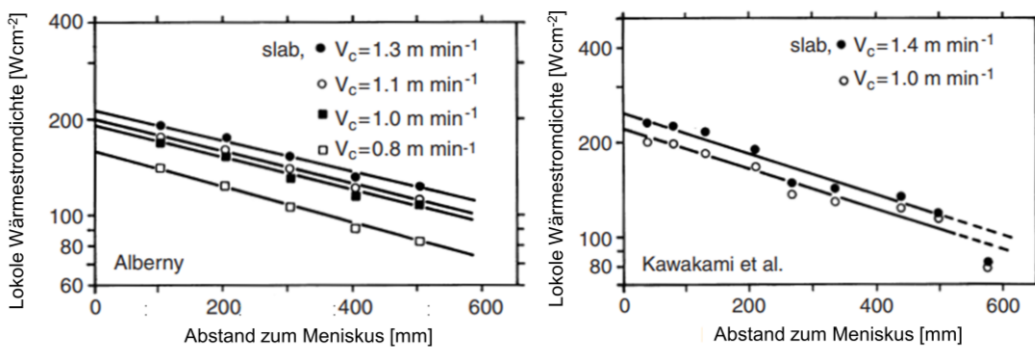 Lokole Wärmestromdichte [Wcm⁻²]
400
200
100
80
60
slab, ● V_c=1.3 m min⁻¹
○ V_c=1.1 m min⁻¹
■ V_c=1.0 m min⁻¹
□ V_c=0.8 m min⁻¹
Alberny
0
200
400
600
Abstand zum Meniskus [mm]
Lokole Wärmestromdichte [Wcm⁻²]
400
200
100
80
slab, ● V_c=1.4 m min⁻¹
○ V_c=1.0 m min⁻¹
Kawakami et al.
0
200
400
600
Abstand zum Meniskus [mm]